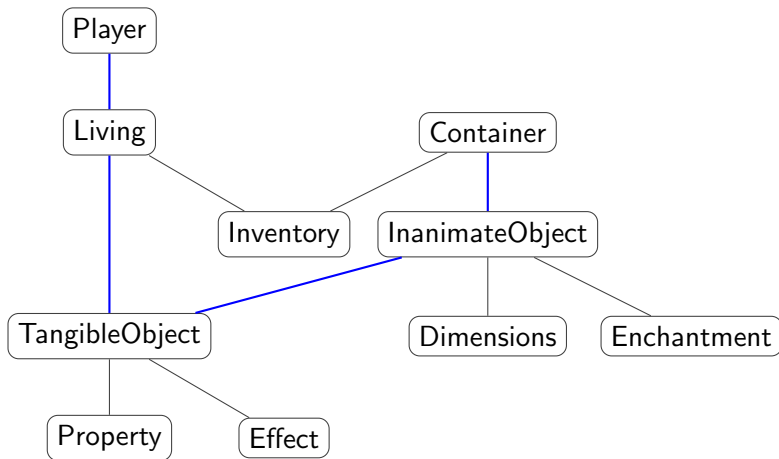 Player
Living
Container
Inventory
InanimateObject
TangibleObject
Dimensions
Enchantment
Property
Effect